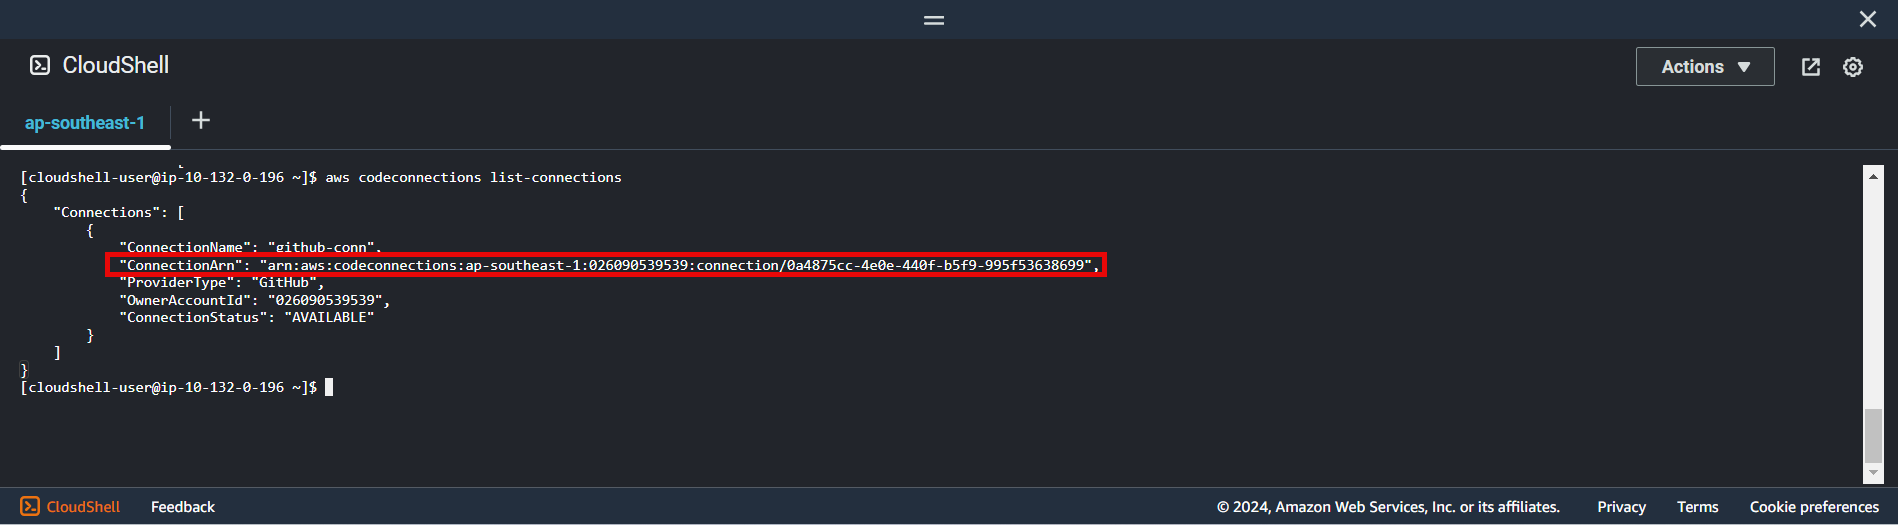 CloudShell
Actions
ap-southeast-1
[cloudshell-user@ip-10-132-0-196 ~]$ aws codeconnections list-connections
{
    "Connections": [
        {
            "ConnectionName": "github-conn",
            "ConnectionArn": "arn:aws:codeconnections:ap-southeast-1:026090539539:connection/0a4875cc-4e0e-440f-b5f9-995f53638699",
            "ProviderType": "GitHub",
            "OwnerAccountId": "026090539539",
            "ConnectionStatus": "AVAILABLE"
        }
    ]
}
[cloudshell-user@ip-10-132-0-196 ~]$
CloudShell Feedback © 2024, Amazon Web Services, Inc. or its affiliates. Privacy Terms Cookie preferences